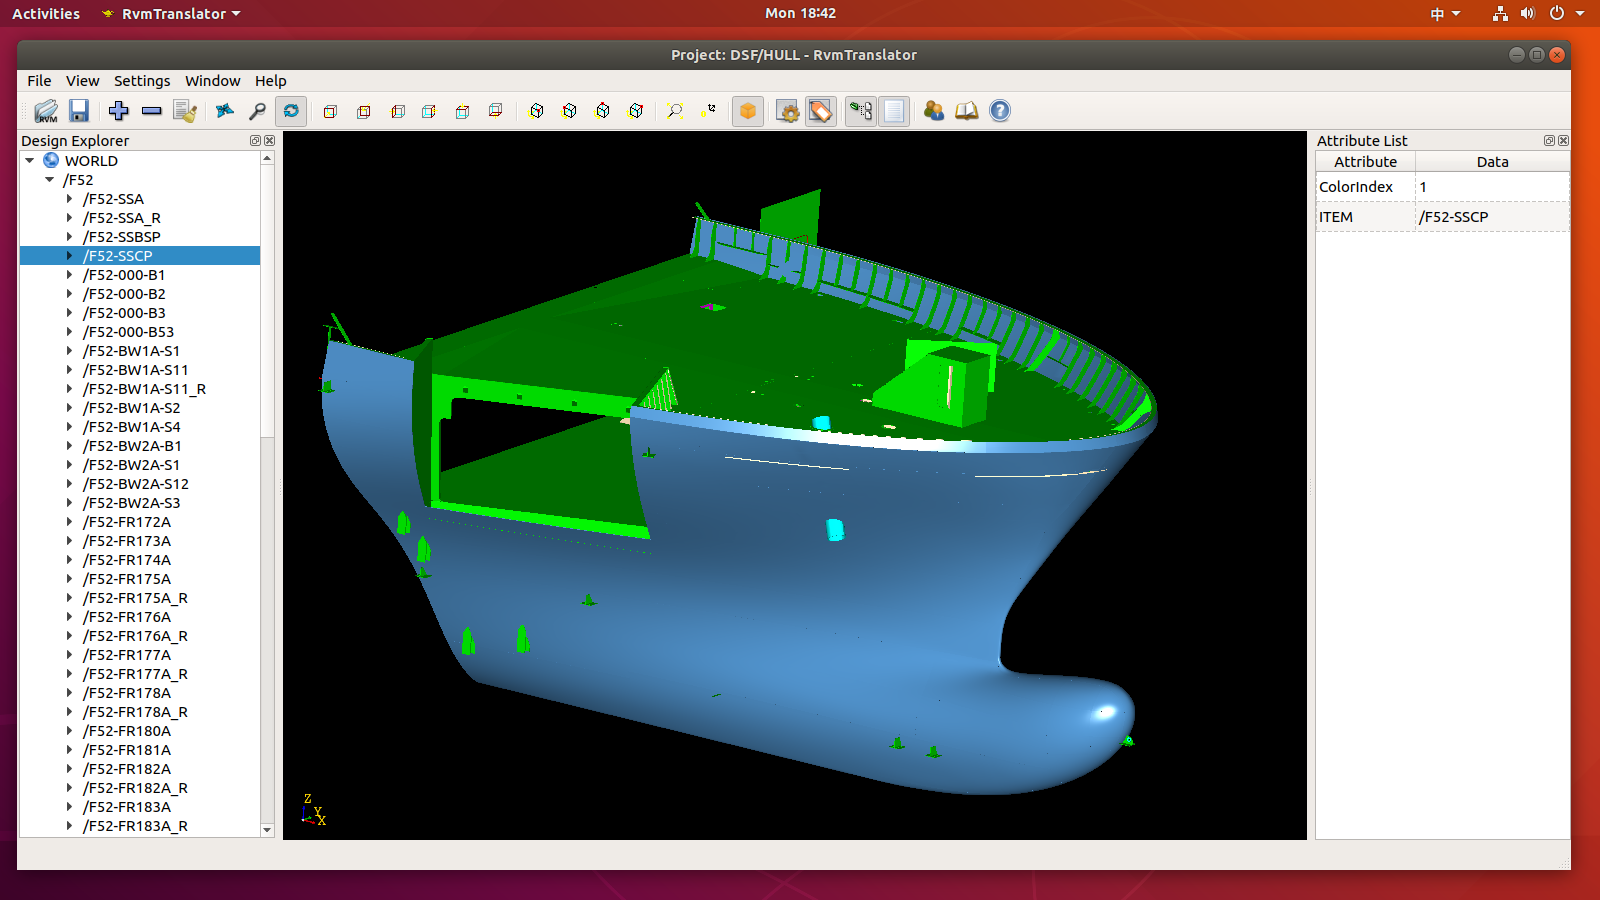 Activities RvmTranslator Mon 18:42 中
Project: DSF/HULL - RvmTranslator
File View Settings Window Help
RVM
Design Explorer
WORLD
/F52
/F52-SSA
/F52-SSA_R
/F52-SSBSP
/F52-SSCP
/F52-000-B1
/F52-000-B2
/F52-000-B3
/F52-000-B53
/F52-BW1A-S1
/F52-BW1A-S11
/F52-BW1A-S11_R
/F52-BW1A-S2
/F52-BW1A-S4
/F52-BW2A-B1
/F52-BW2A-S1
/F52-BW2A-S12
/F52-BW2A-S3
/F52-FR172A
/F52-FR173A
/F52-FR174A
/F52-FR175A
/F52-FR175A_R
/F52-FR176A
/F52-FR176A_R
/F52-FR177A
/F52-FR177A_R
/F52-FR178A
/F52-FR178A_R
/F52-FR180A
/F52-FR181A
/F52-FR182A
/F52-FR182A_R
/F52-FR183A
/F52-FR183A_R
Z
Y
X
Attribute List
Attribute Data
ColorIndex 1
ITEM /F52-SSCP